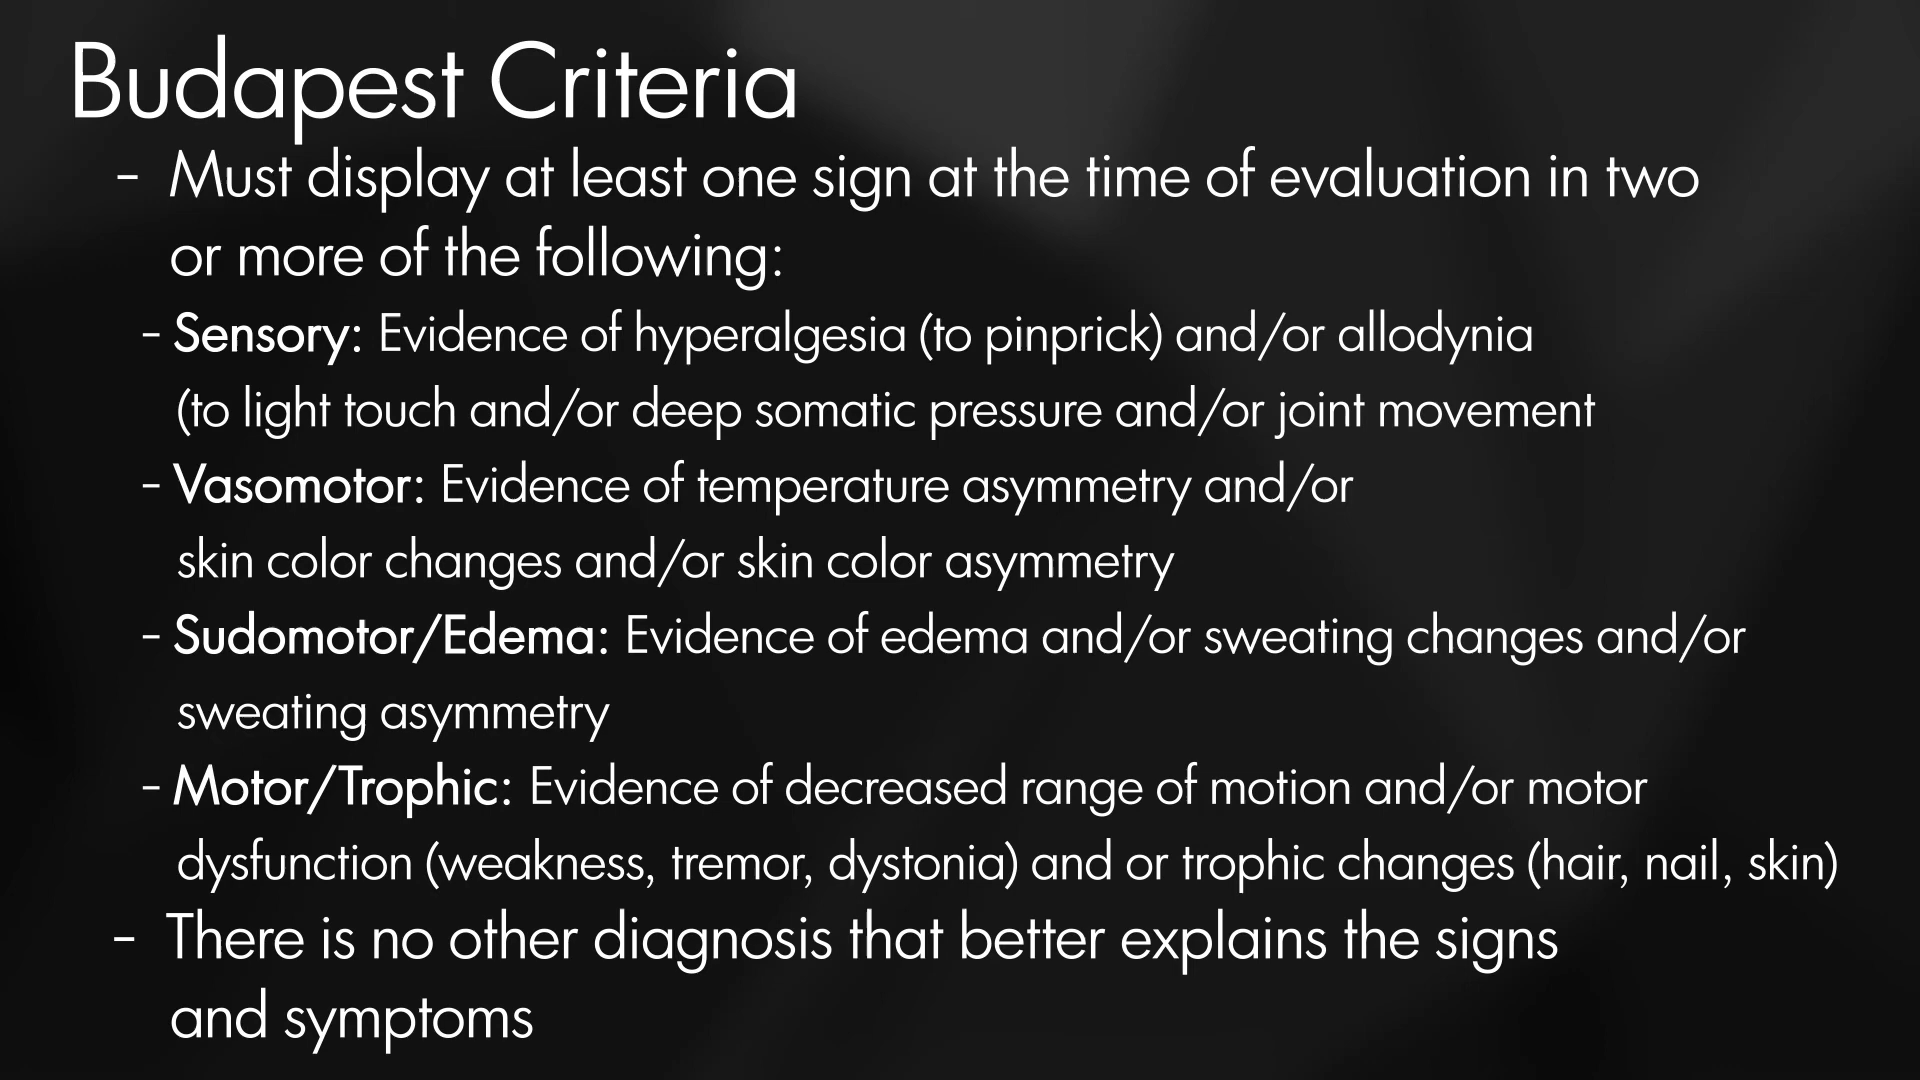 Budapest Criteria
– Must display at least one sign at the time of evaluation in two
or more of the following:
– Sensory: Evidence of hyperalgesia (to pinprick) and/or allodynia
(to light touch and/or deep somatic pressure and/or joint movement
– Vasomotor: Evidence of temperature asymmetry and/or
skin color changes and/or skin color asymmetry
– Sudomotor/Edema: Evidence of edema and/or sweating changes and/or
sweating asymmetry
– Motor/Trophic: Evidence of decreased range of motion and/or motor
dysfunction (weakness, tremor, dystonia) and or trophic changes (hair, nail, skin)
– There is no other diagnosis that better explains the signs
and symptoms